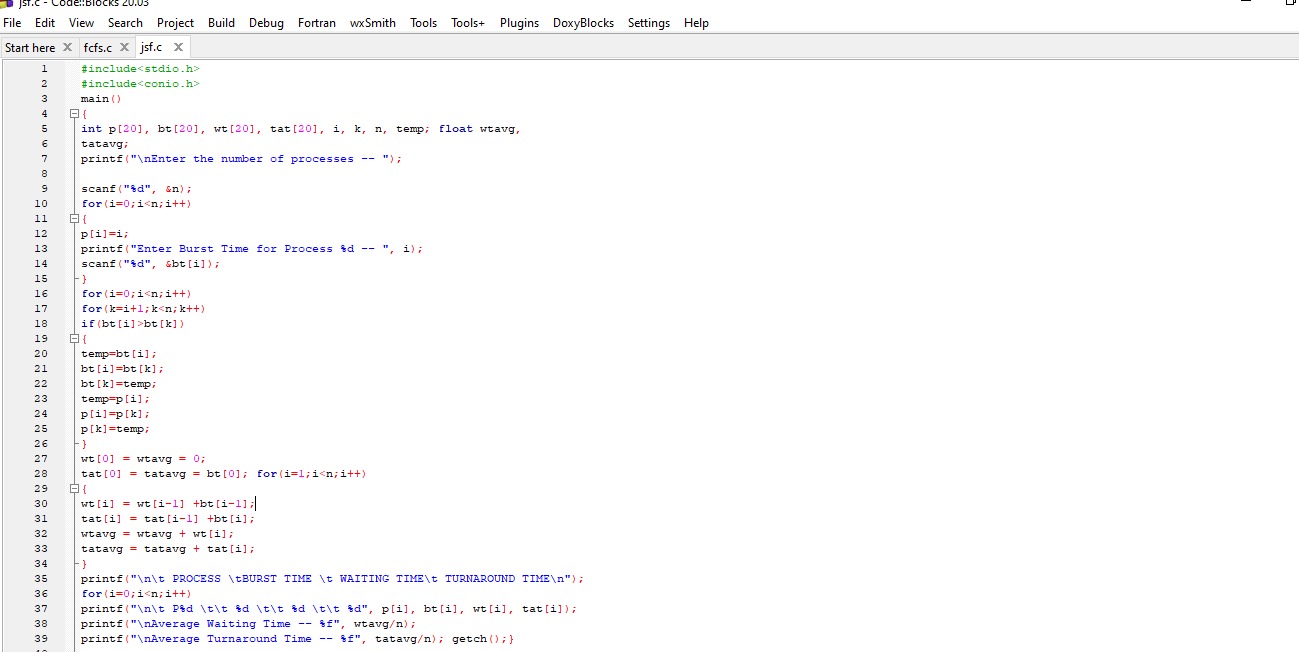 jsf.c - Code::Blocks 20.03
File Edit View Search Project Build Debug Fortran wxSmith Tools Tools+ Plugins DoxyBlocks Settings Help
Start here X fcfs.c X jsf.c X
1 #include<stdio.h>
2 #include<conio.h>
3 main()
4 {
5 int p[20], bt[20], wt[20], tat[20], i, k, n, temp; float wtavg,
6 tatavg;
7 printf("\nEnter the number of processes -- ");
8
9 scanf("%d", &n);
10 for(i=0;i<n;i++)
11 {
12 p[i]=i;
13 printf("Enter Burst Time for Process %d -- ", i);
14 scanf("%d", &bt[i]);
15 }
16 for(i=0;i<n;i++)
17 for(k=i+1;k<n;k++)
18 if(bt[i]>bt[k])
19 {
20 temp=bt[i];
21 bt[i]=bt[k];
22 bt[k]=temp;
23 temp=p[i];
24 p[i]=p[k];
25 p[k]=temp;
26 }
27 wt[0] = wtavg = 0;
28 tat[0] = tatavg = bt[0]; for(i=1;i<n;i++)
29 {
30 wt[i] = wt[i-1] +bt[i-1];
31 tat[i] = tat[i-1] +bt[i];
32 wtavg = wtavg + wt[i];
33 tatavg = tatavg + tat[i];
34 }
35 printf("\n\t PROCESS \tBURST TIME \t WAITING TIME\t TURNAROUND TIME\n");
36 for(i=0;i<n;i++)
37 printf("\n\t P%d \t\t %d \t\t %d \t\t %d", p[i], bt[i], wt[i], tat[i]);
38 printf("\nAverage Waiting Time -- %f", wtavg/n);
39 printf("\nAverage Turnaround Time -- %f", tatavg/n); getch();}